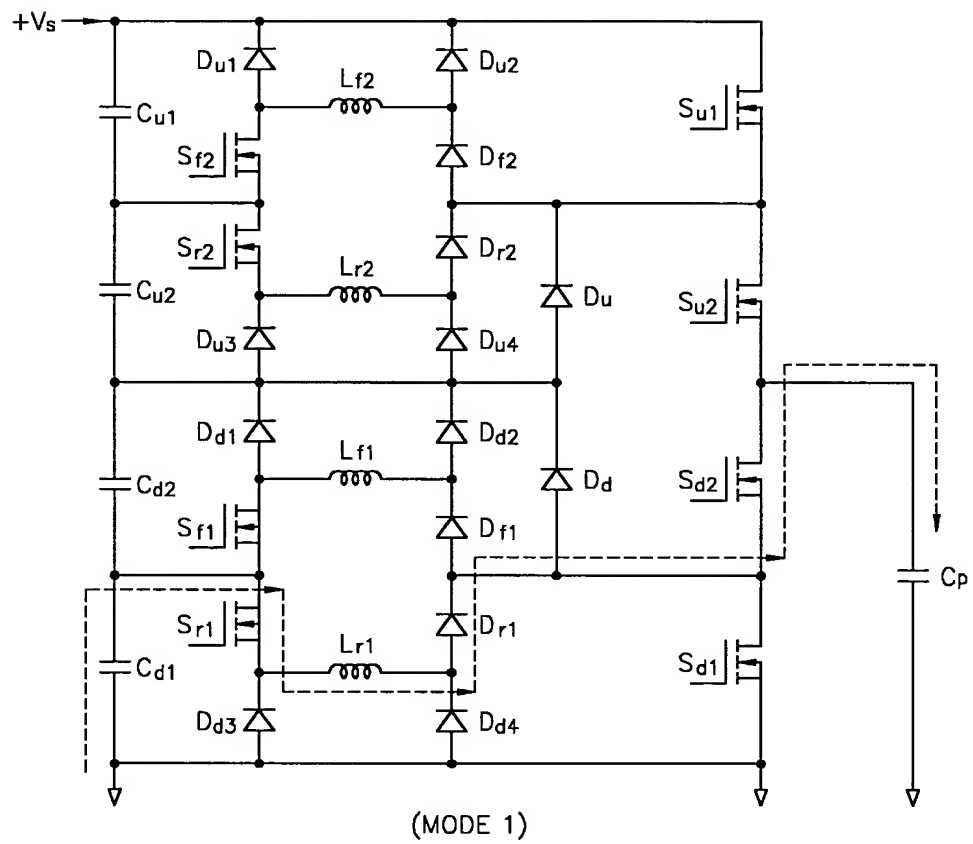 +Vs
Du1
Lf2
Du2
Cu1
Su1
Sf2
Df2
Sr2
Lr2
Dr2
Cu2
Du
Su2
Du3
Du4
Dd1
Lf1
Dd2
Cd2
Dd
Sd2
Sf1
Df1
Cp
Sr1
Lr1
Dr1
Cd1
Sd1
Dd3
Dd4
(MODE 1)